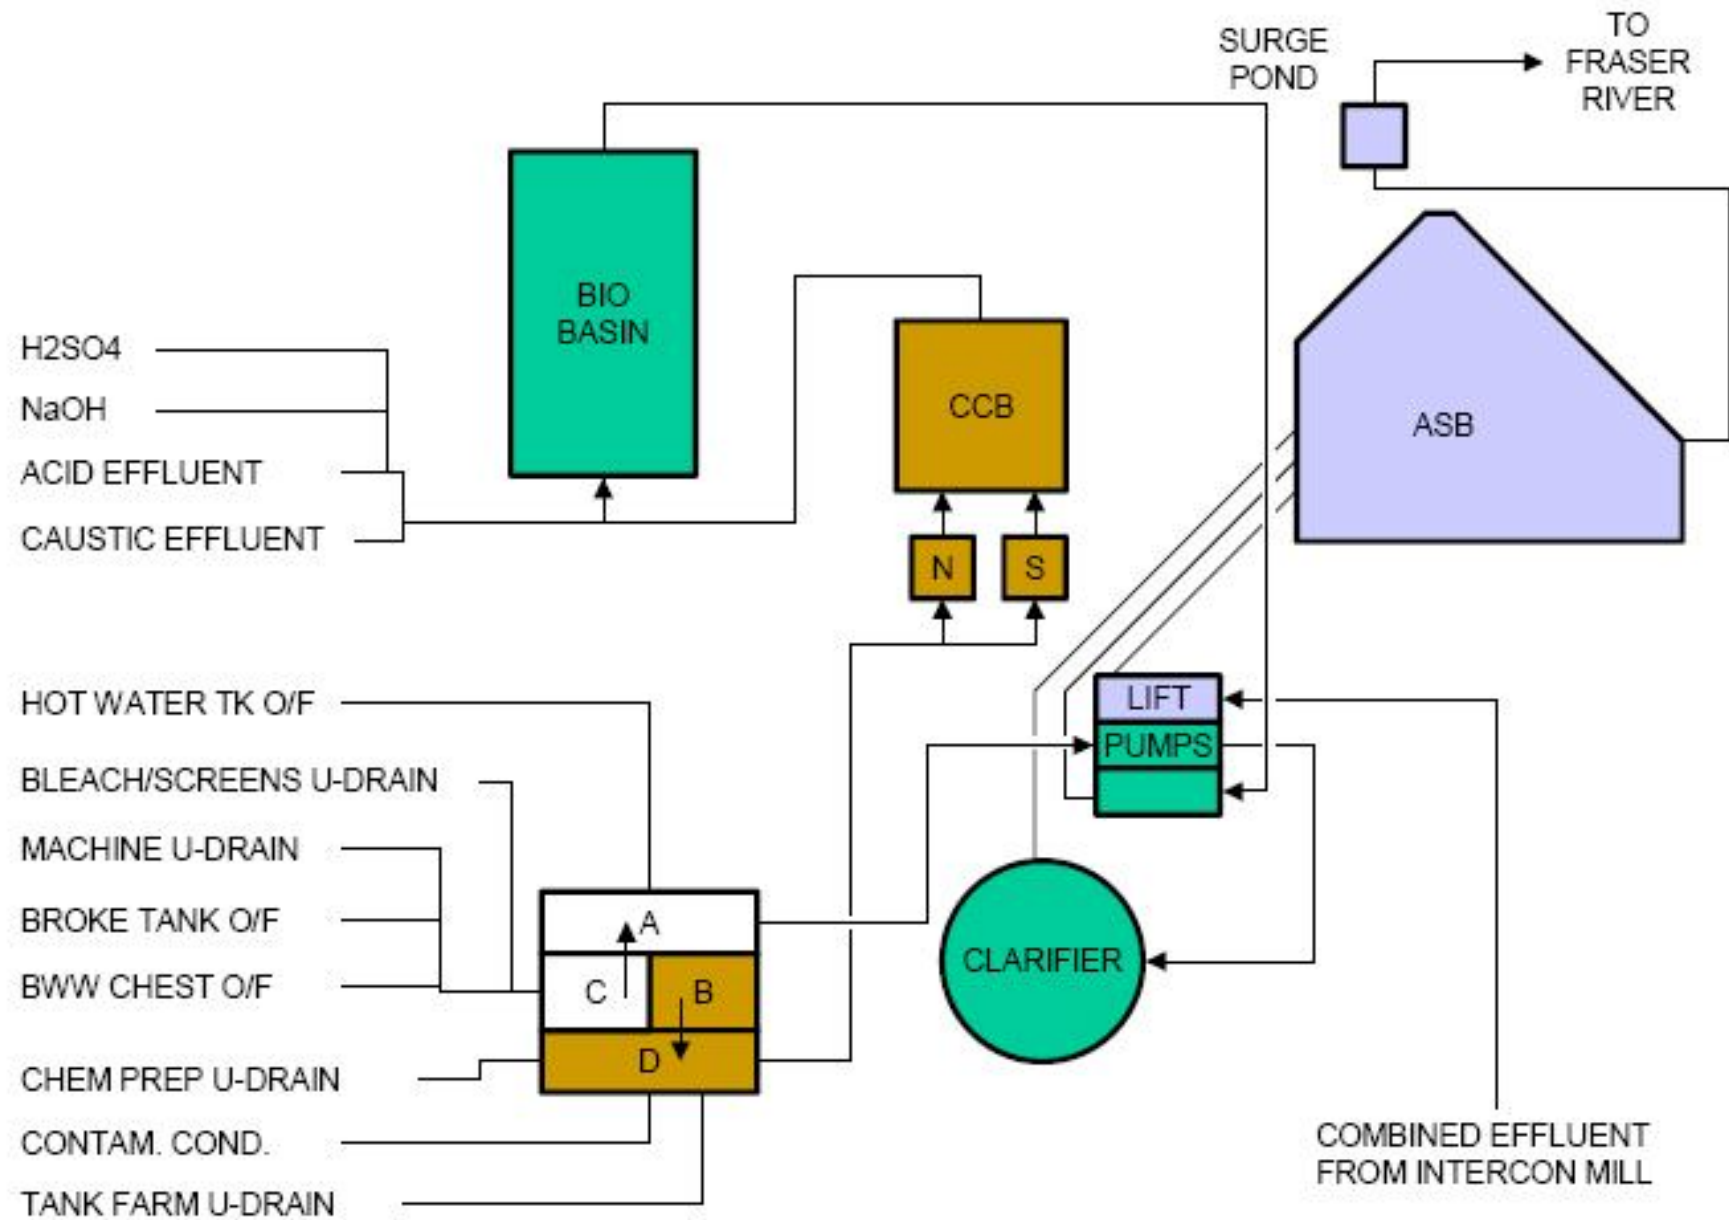 SURGE
POND
TO
FRASER
RIVER
BIO
BASIN
CCB
ASB
H2SO4
NaOH
ACID EFFLUENT
CAUSTIC EFFLUENT
N
S
HOT WATER TK O/F
BLEACH/SCREENS U-DRAIN
MACHINE U-DRAIN
BROKE TANK O/F
BWW CHEST O/F
CHEM PREP U-DRAIN
CONTAM. COND.
TANK FARM U-DRAIN
A
C
B
D
LIFT
PUMPS
CLARIFIER
COMBINED EFFLUENT
FROM INTERCON MILL